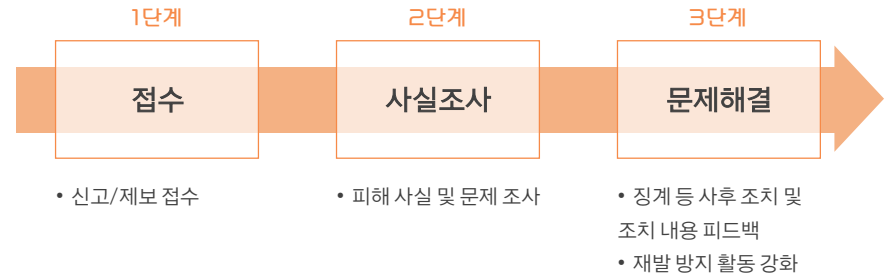 1단계
2단계
3단계
접수
사실조사
문제해결
• 신고/제보 접수
• 피해 사실 및 문제 조사
• 징계 등 사후 조치 및
조치 내용 피드백
• 재발 방지 활동 강화